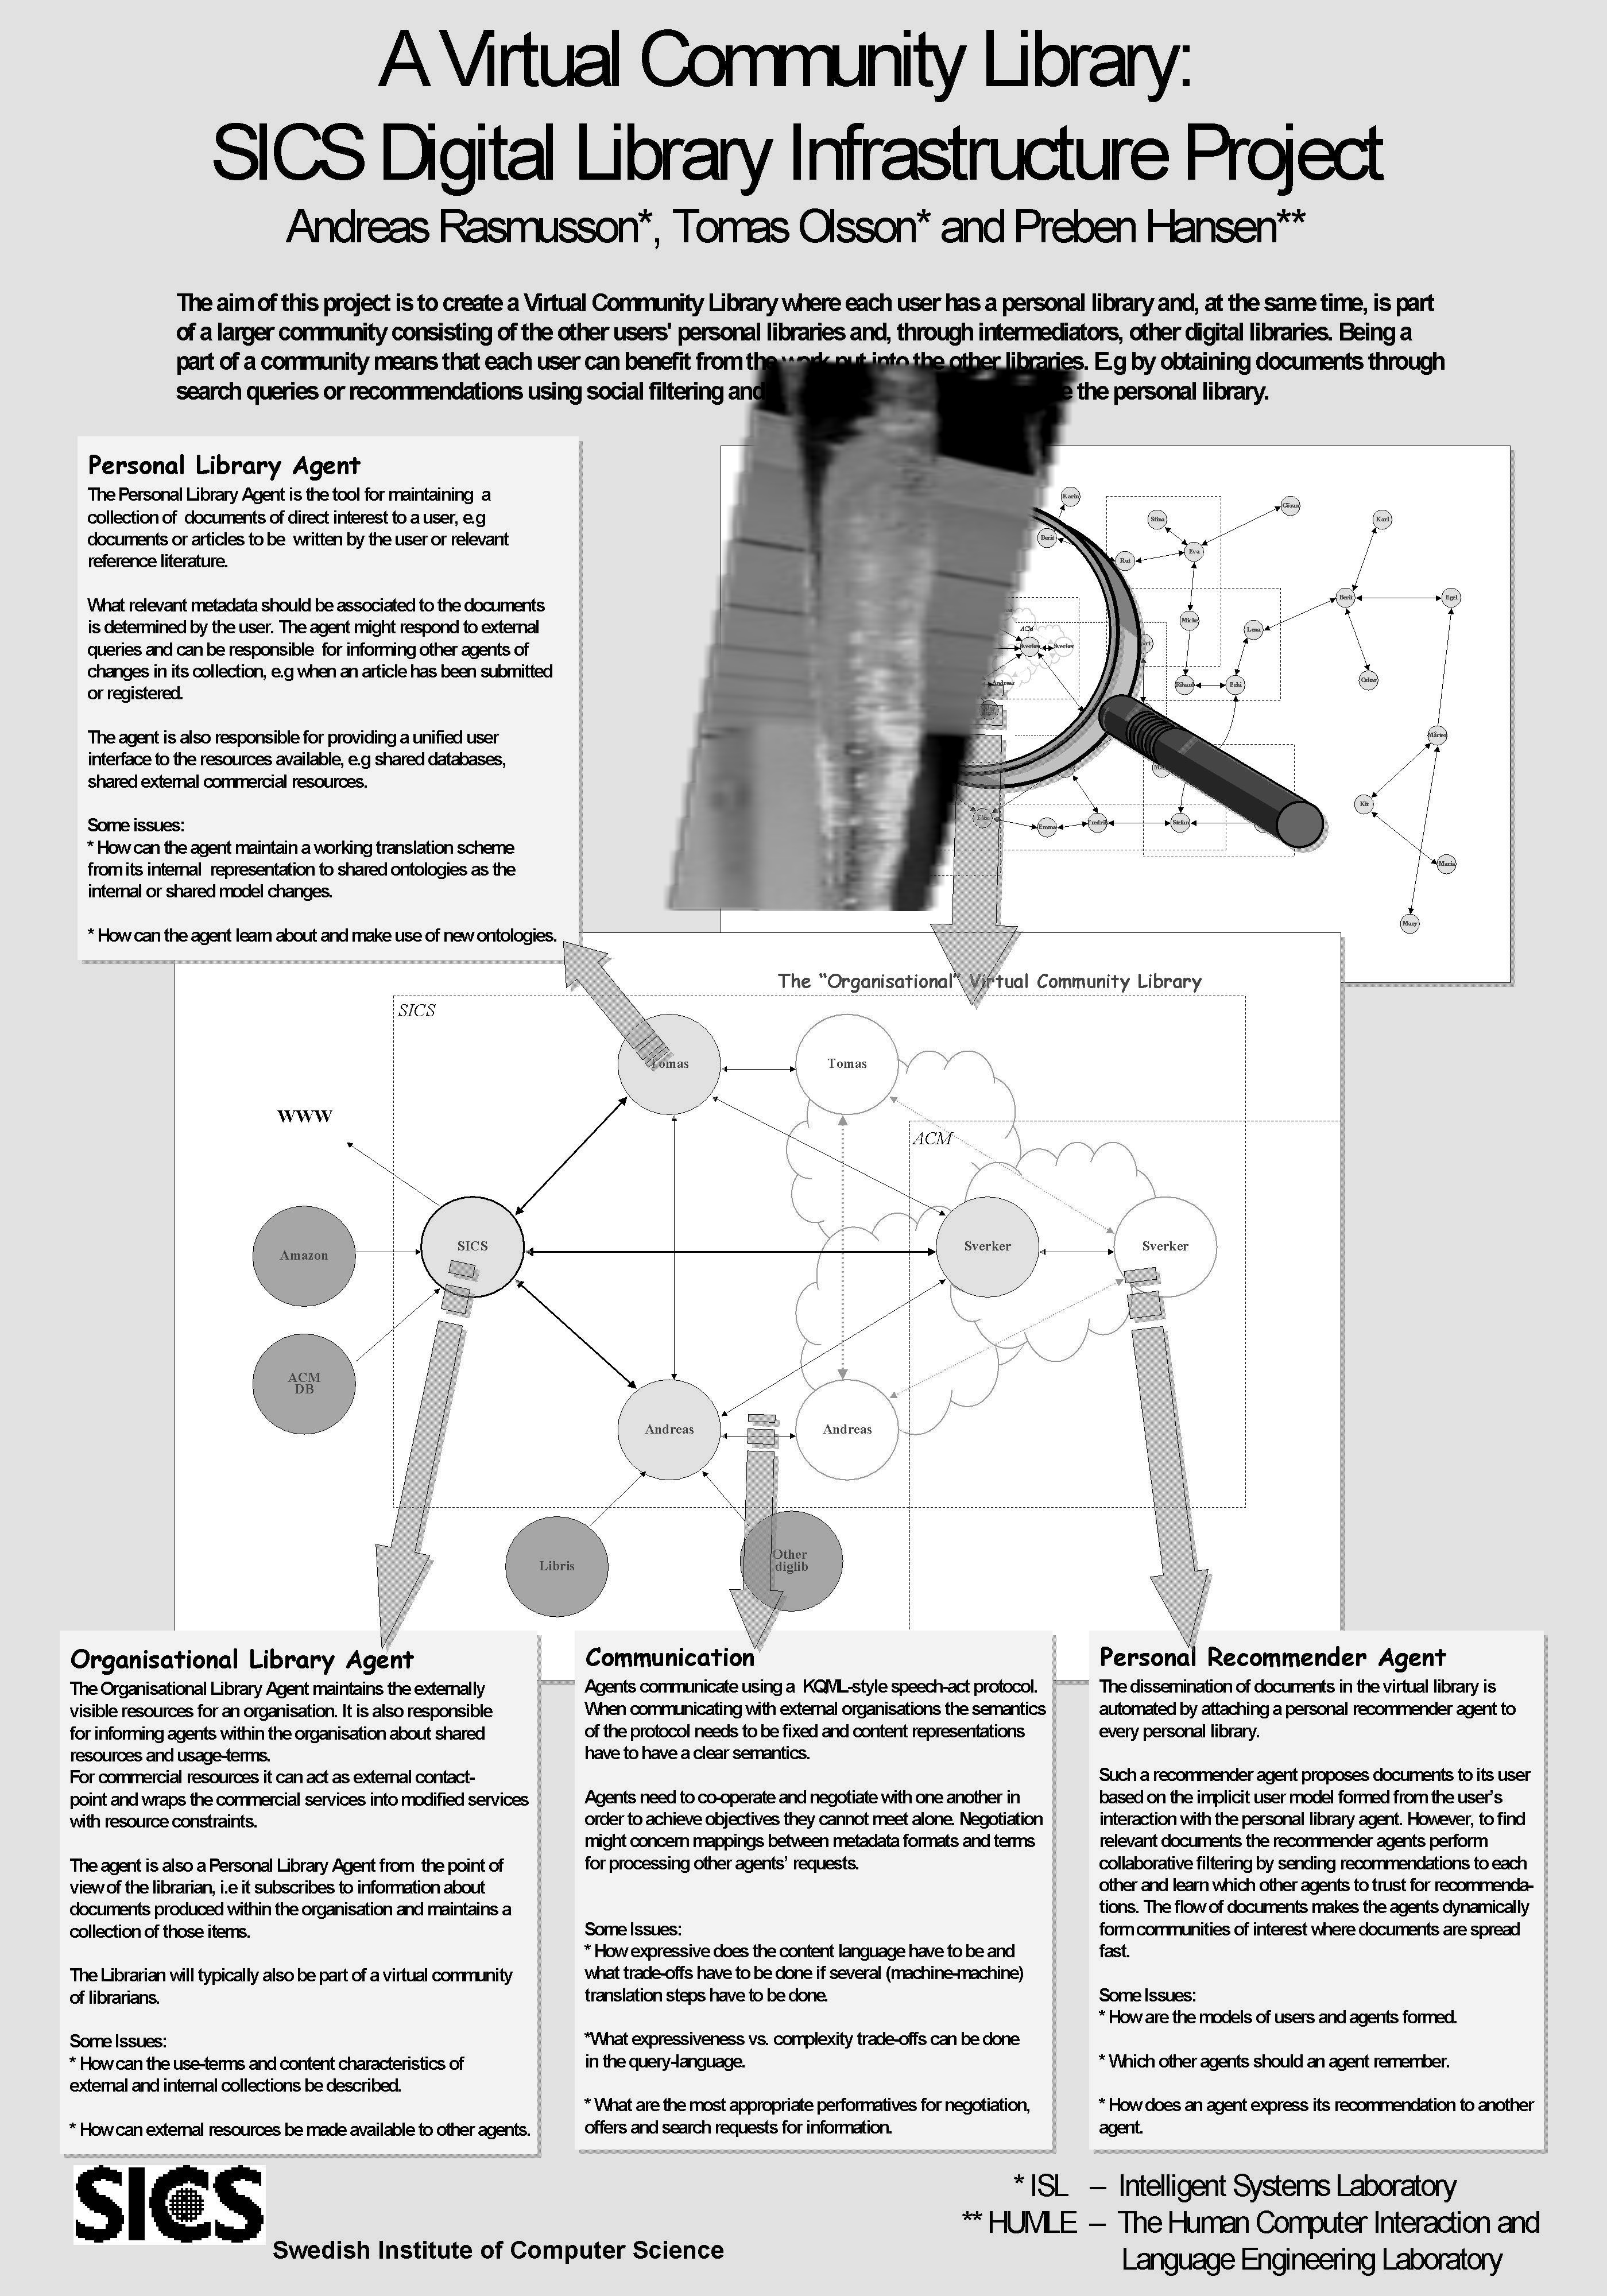 A Virtual Community Library:
SICS Digital Library Infrastructure Project
Andreas Rasmusson*, Tomas Olsson* and Preben Hansen**
The aim of this project is to create a Virtual Community Library where each user has a personal library and, at the same time, is part
of a larger community consisting of the other users' personal libraries and, through intermediators, other digital libraries. Being a
part of a community means that each user can benefit from the work put into the other libraries. E.g by obtaining documents through
search queries or recommendations using social filtering and the personal library.
Personal Library Agent
The Personal Library Agent is the tool for maintaining a
collection of documents of direct interest to a user, e.g
documents or articles to be written by the user or relevant
reference literature.
What relevant metadata should be associated to the documents
is determined by the user. The agent might respond to external
queries and can be responsible for informing other agents of
changes in its collection, e.g when an article has been submitted
or registered.
The agent is also responsible for providing a unified user
interface to the resources available, e.g shared databases,
shared external commercial resources.
Some issues:
* How can the agent maintain a working translation scheme
from its internal representation to shared ontologies as the
internal or shared model changes.
* How can the agent learn about and make use of new ontologies.
Karin
Berit
Stina
Rut
Eva
Göran
Karl
Berit
Egil
Micke
Lena
Rikard
Erki
Oskar
ACM
Sverker
Sverker
Andreas
Mårten
Kit
Maria
Mary
Elin
Emma
Fredrik
Stefan
The “Organisational” Virtual Community Library
SICS
Tomas
Tomas
WWW
ACM
Amazon
SICS
Sverker
Sverker
ACM
DB
Andreas
Andreas
Libris
Other
diglib
Organisational Library Agent
The Organisational Library Agent maintains the externally
visible resources for an organisation. It is also responsible
for informing agents within the organisation about shared
resources and usage-terms.
For commercial resources it can act as external contact-
point and wraps the commercial services into modified services
with resource constraints.
The agent is also a Personal Library Agent from the point of
view of the librarian, i.e it subscribes to information about
documents produced within the organisation and maintains a
collection of those items.
The Librarian will typically also be part of a virtual community
of librarians.
Some Issues:
* How can the use-terms and content characteristics of
external and internal collections be described.
* How can external resources be made available to other agents.
Communication
Agents communicate using a KQML-style speech-act protocol.
When communicating with external organisations the semantics
of the protocol needs to be fixed and content representations
have to have a clear semantics.
Agents need to co-operate and negotiate with one another in
order to achieve objectives they cannot meet alone. Negotiation
might concern mappings between metadata formats and terms
for processing other agents’ requests.
Some Issues:
* How expressive does the content language have to be and
what trade-offs have to be done if several (machine-machine)
translation steps have to be done.
*What expressiveness vs. complexity trade-offs can be done
in the query-language.
* What are the most appropriate performatives for negotiation,
offers and search requests for information.
Personal Recommender Agent
The dissemination of documents in the virtual library is
automated by attaching a personal recommender agent to
every personal library.
Such a recommender agent proposes documents to its user
based on the implicit user model formed from the user’s
interaction with the personal library agent. However, to find
relevant documents the recommender agents perform
collaborative filtering by sending recommendations to each
other and learn which other agents to trust for recommenda-
tions. The flow of documents makes the agents dynamically
form communities of interest where documents are spread
fast.
Some Issues:
* How are the models of users and agents formed.
* Which other agents should an agent remember.
* How does an agent express its recommendation to another
agent.
SICS
Swedish Institute of Computer Science
* ISL – Intelligent Systems Laboratory
** HUMLE – The Human Computer Interaction and
Language Engineering Laboratory